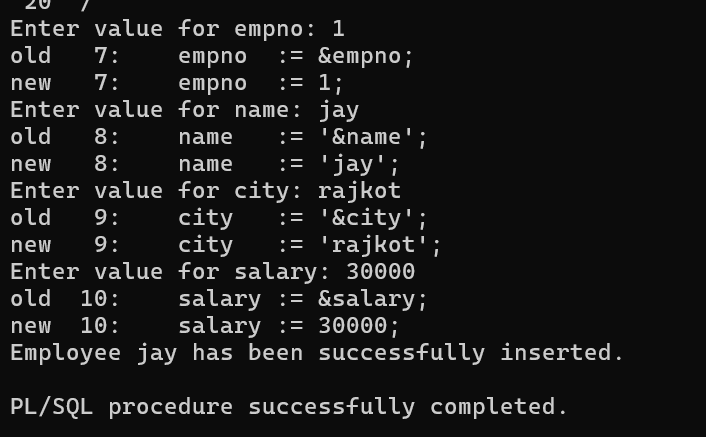 20  /
Enter value for empno: 1
old   7:    empno  := &empno;
new   7:    empno  := 1;
Enter value for name: jay
old   8:    name   := '&name';
new   8:    name   := 'jay';
Enter value for city: rajkot
old   9:    city   := '&city';
new   9:    city   := 'rajkot';
Enter value for salary: 30000
old  10:    salary := &salary;
new  10:    salary := 30000;
Employee jay has been successfully inserted.

PL/SQL procedure successfully completed.